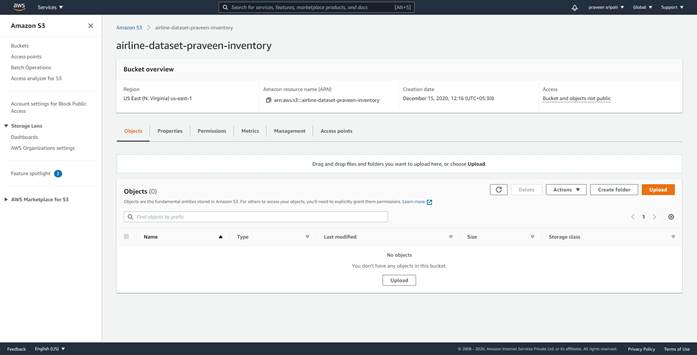 aws
Services
Search for services, features, marketplace products, and docs
[Alt+S]
praveen sripati
Global
Support
Amazon S3
Buckets
Access points
Batch Operations
Access analyzer for S3
Account settings for Block Public
Access
Storage Lens
Dashboards
AWS Organizations settings
Feature spotlight 2
AWS Marketplace for S3
Amazon S3 > airline-dataset-praveen-inventory
airline-dataset-praveen-inventory
Bucket overview
Region
US East (N. Virginia) us-east-1
Amazon resource name (ARN)
arn:aws:s3:::airline-dataset-praveen-inventory
Creation date
December 15, 2020, 12:16 (UTC+05:30)
Access
Bucket and objects not public
Objects
Properties
Permissions
Metrics
Management
Access points
Drag and drop files and folders you want to upload here, or choose Upload.
Objects (0)
Delete
Actions
Create folder
Upload
Objects are the fundamental entities stored in Amazon S3. For others to access your objects, you'll need to explicitly grant them permissions. Learn more
Find objects by prefix
1
Name
Type
Last modified
Size
Storage class
No objects
You don't have any objects in this bucket.
Upload
Feedback
English (US)
© 2008 - 2020, Amazon Internet Services Private Ltd. or its affiliates. All rights reserved.
Privacy Policy
Terms of Use